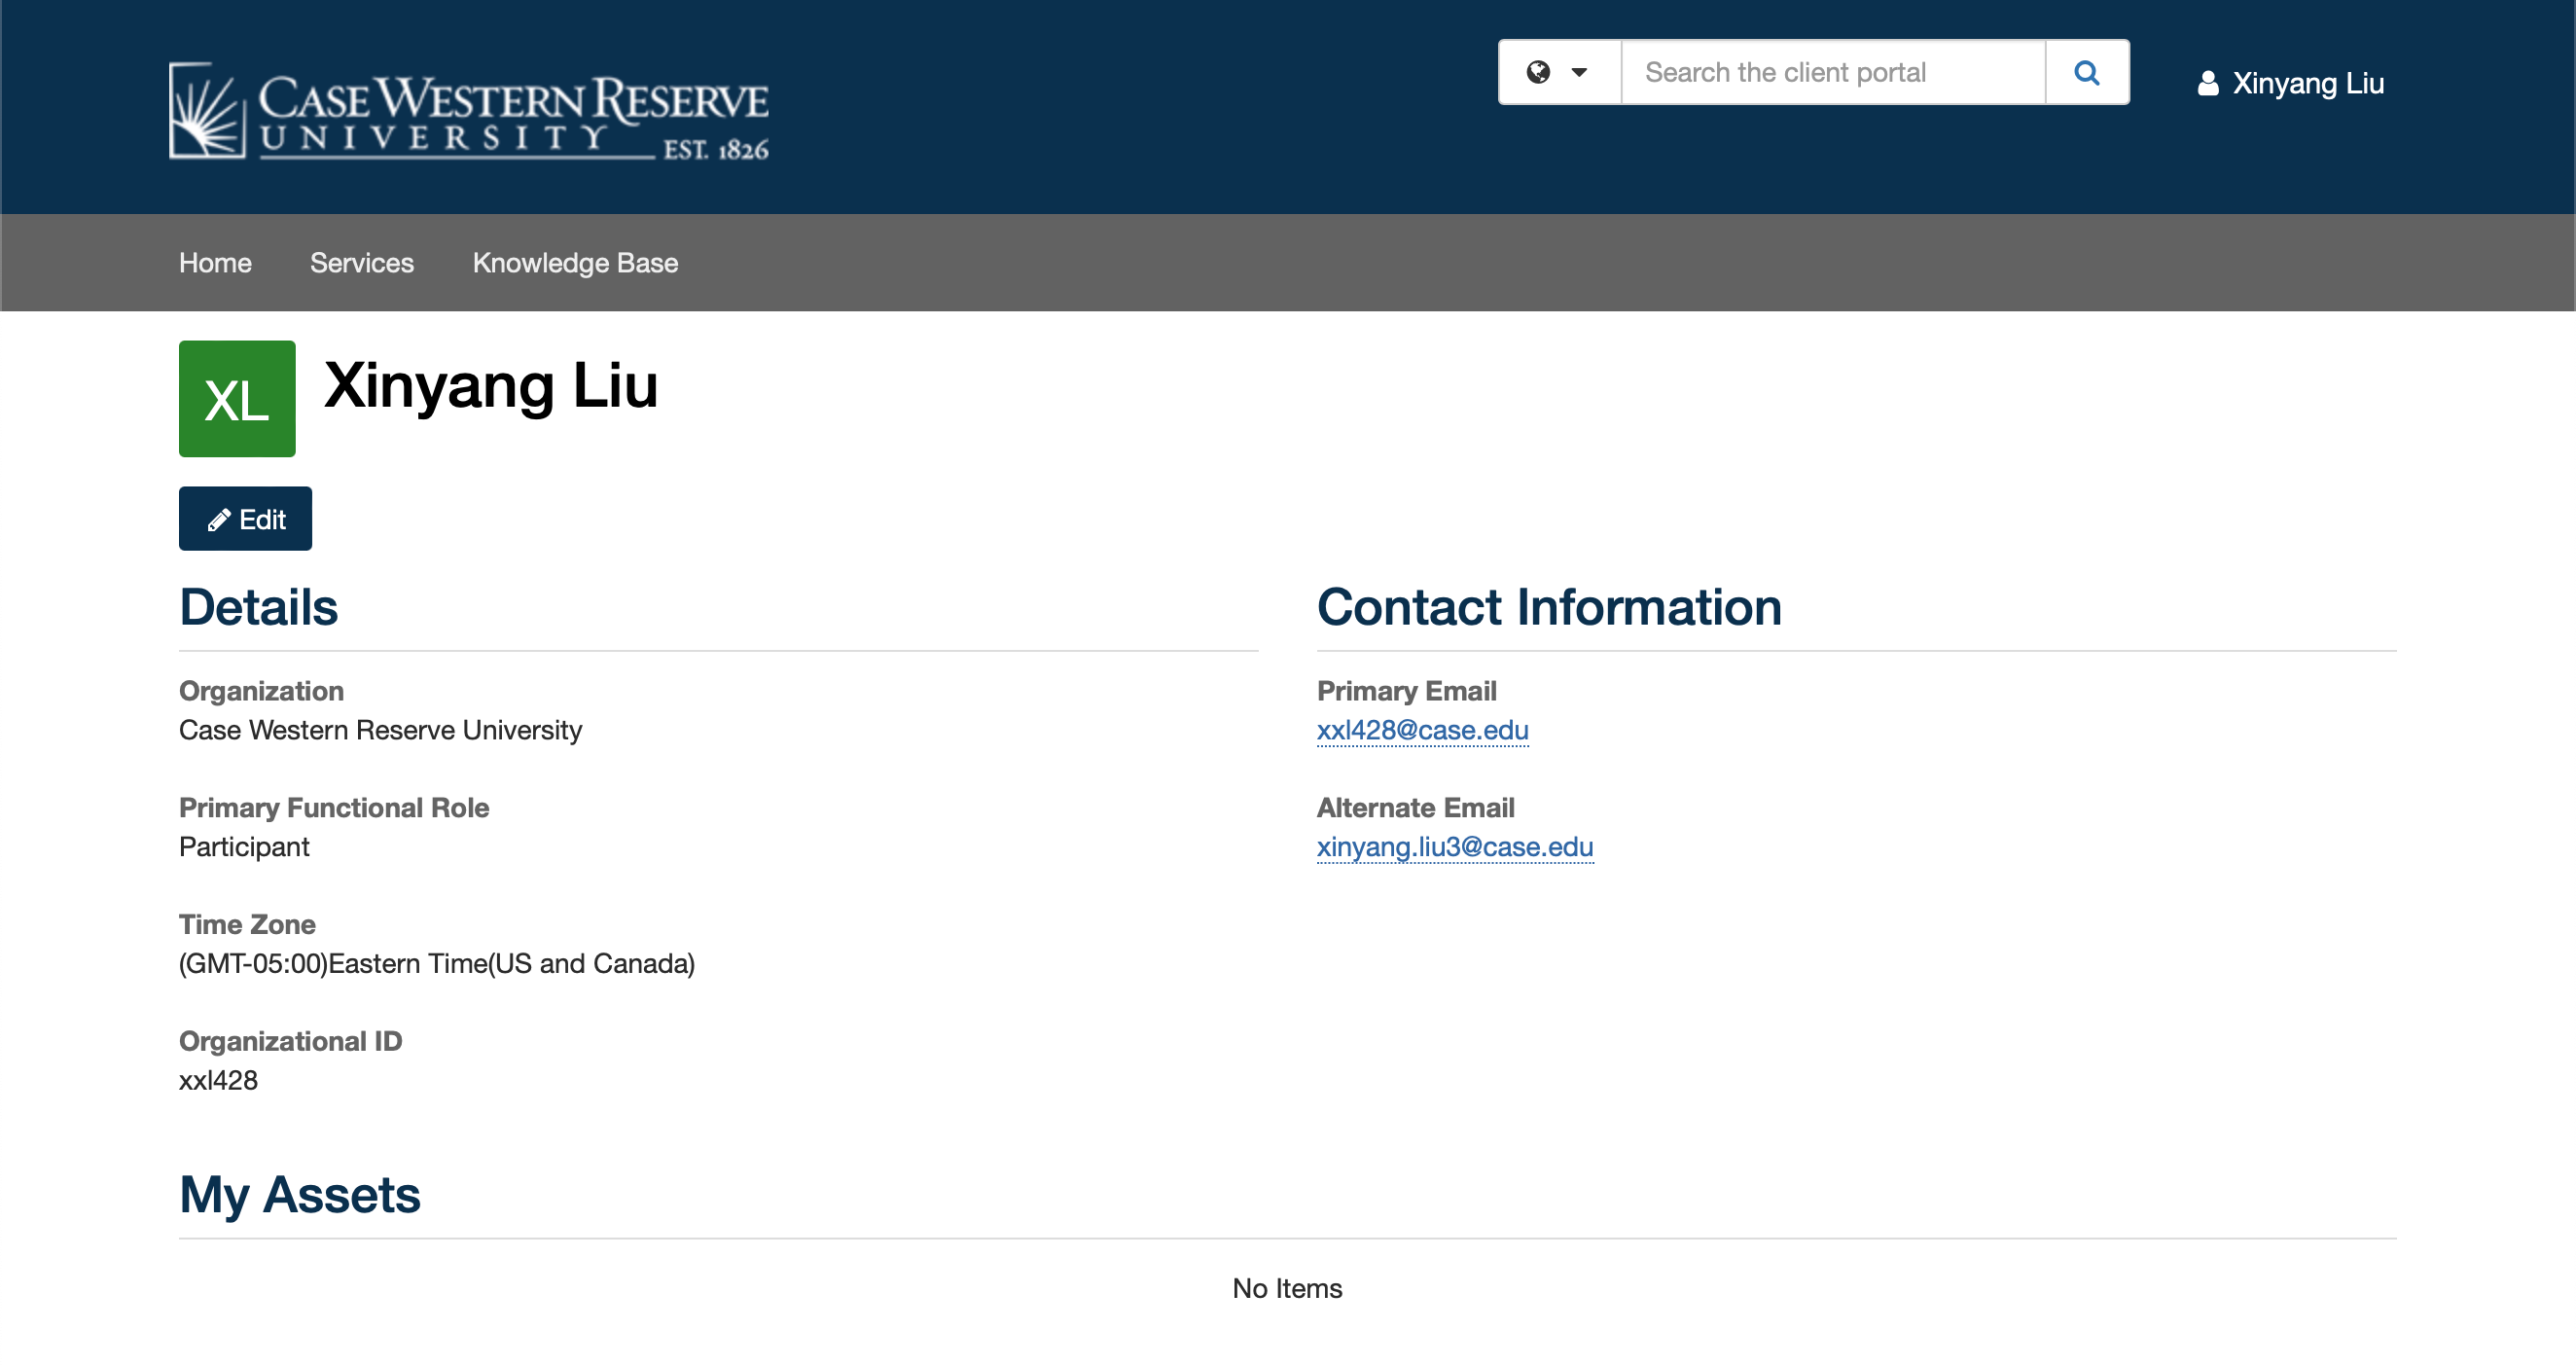 CASE WESTERN RESERVE
UNIVERSITY
EST. 1826
Search the client portal
Xinyang Liu
Home
Services
Knowledge Base
XL
Xinyang Liu
Edit
Details
Organization
Case Western Reserve University
Primary Functional Role
Participant
Time Zone
(GMT-05:00)Eastern Time(US and Canada)
Organizational ID
xxl428
Contact Information
Primary Email
xxl428@case.edu
Alternate Email
xinyang.liu3@case.edu
My Assets
No Items